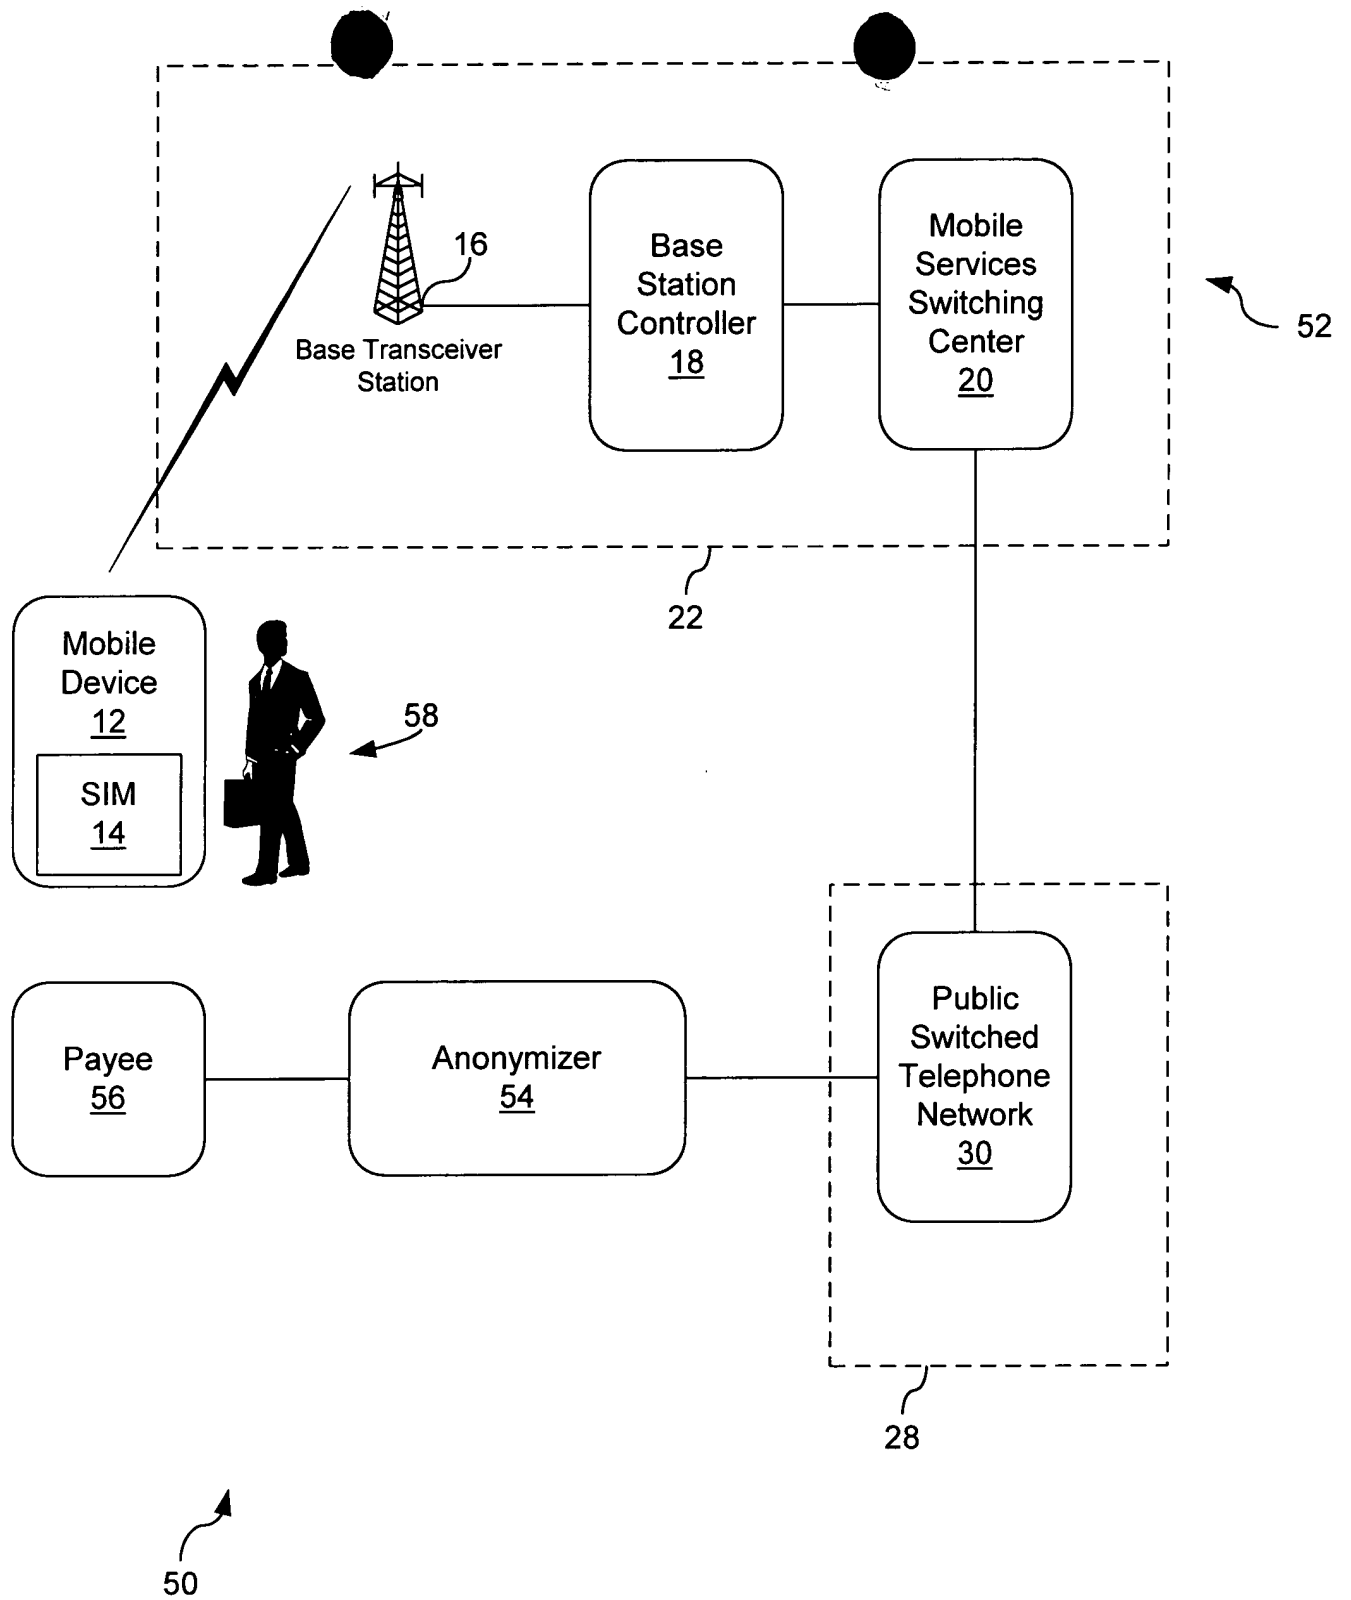 16
Base Transceiver
Station
Base
Station
Controller
18
Mobile
Services
Switching
Center
20
52
22
Mobile
Device
12
SIM
14
58
Payee
56
Anonymizer
54
Public
Switched
Telephone
Network
30
28
50